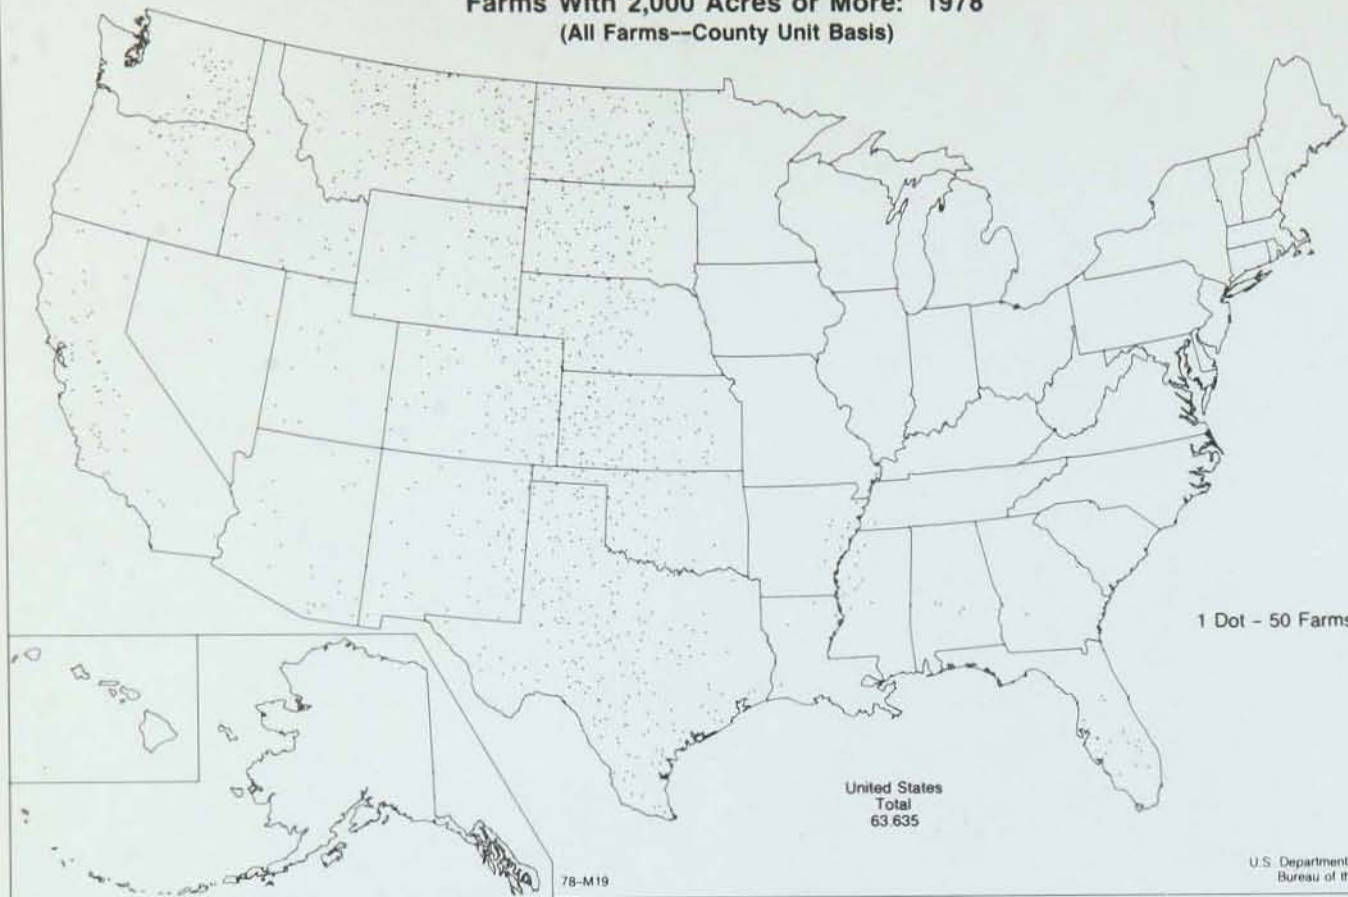 Farms With 2,000 Acres or More: 1978
(All Farms--County Unit Basis)
1 Dot - 50 Farms
United States
Total
63.635
78-M19
U.S. Department
Bureau of